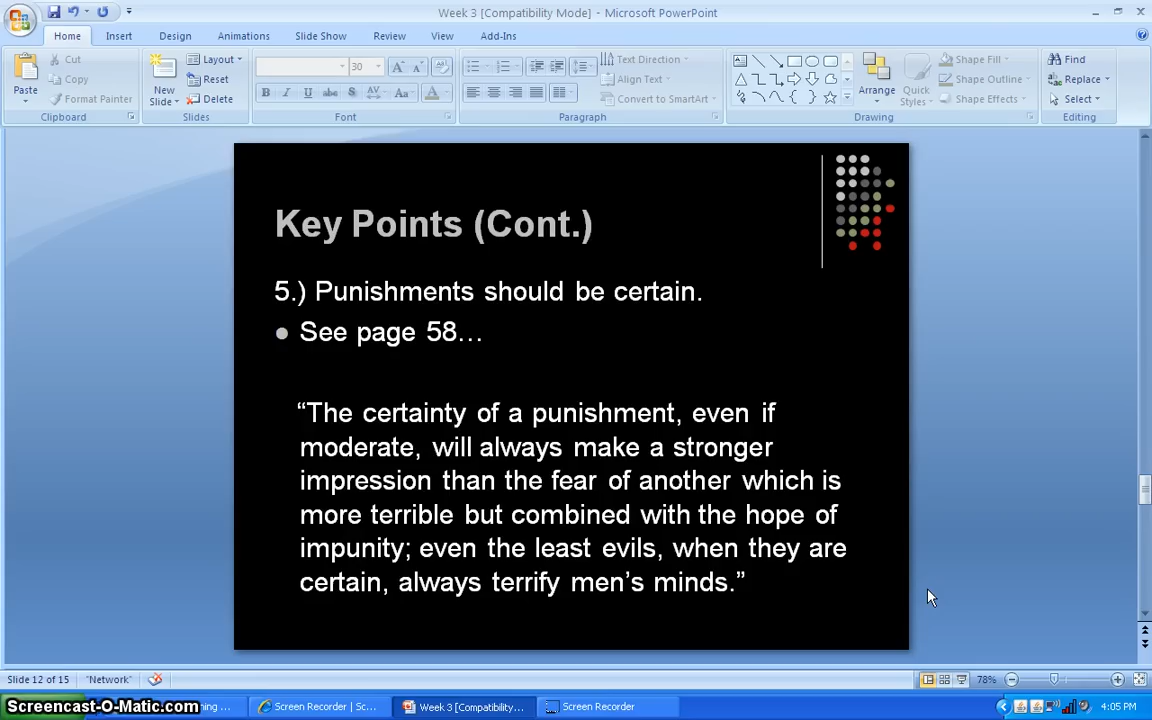 Week 3 [Compatibility Mode] - Microsoft PowerPoint
Home Insert Design Animations Slide Show Review View Add-Ins
Paste
Cut
Copy
Format Painter
Clipboard
New Slide
Layout
Reset
Delete
Slides
30
B I U abc S AV Aa A
Font
Text Direction
Align Text
Convert to SmartArt
Paragraph
Arrange
Quick Styles
Shape Fill
Shape Outline
Shape Effects
Drawing
Find
Replace
Select
Editing
Key Points (Cont.)
5.) Punishments should be certain.
See page 58…
“The certainty of a punishment, even if
moderate, will always make a stronger
impression than the fear of another which is
more terrible but combined with the hope of
impunity; even the least evils, when they are
certain, always terrify men’s minds.”
Slide 12 of 15 "Network" 78%
Screencast-O-Matic.com ning ... Screen Recorder | Sc... Week 3 [Compatibility... Screen Recorder 4:05 PM